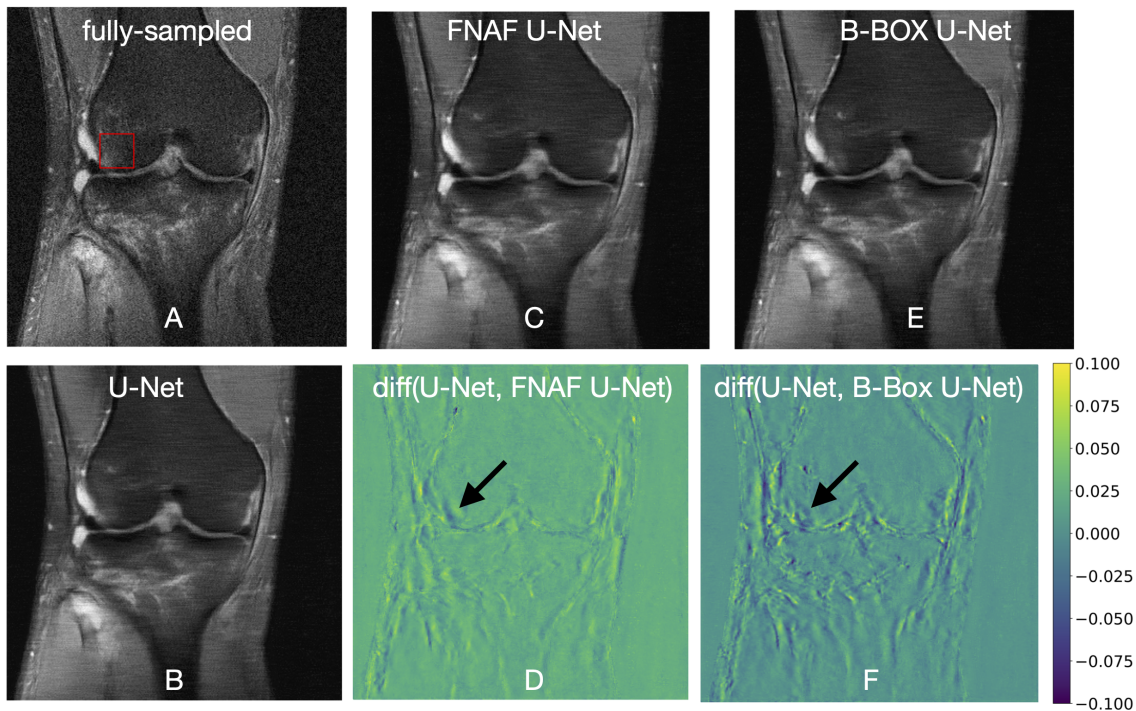 fully-sampled
FNAF U-Net
B-BOX U-Net
A
C
E
U-Net
diff(U-Net, FNAF U-Net)
diff(U-Net, B-Box U-Net)
B
D
F
0.100
0.075
0.050
0.025
0.000
−0.025
−0.050
−0.075
−0.100